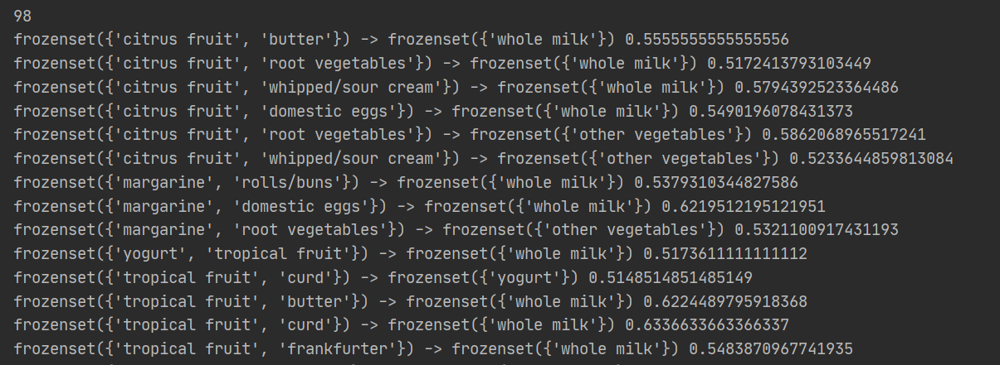 98
frozenset({'citrus fruit', 'butter'}) -> frozenset({'whole milk'}) 0.5555555555555556
frozenset({'citrus fruit', 'root vegetables'}) -> frozenset({'whole milk'}) 0.5172413793103449
frozenset({'citrus fruit', 'whipped/sour cream'}) -> frozenset({'whole milk'}) 0.5794392523364486
frozenset({'citrus fruit', 'domestic eggs'}) -> frozenset({'whole milk'}) 0.5490196078431373
frozenset({'citrus fruit', 'root vegetables'}) -> frozenset({'other vegetables'}) 0.5862068965517241
frozenset({'citrus fruit', 'whipped/sour cream'}) -> frozenset({'other vegetables'}) 0.5233644859813084
frozenset({'margarine', 'rolls/buns'}) -> frozenset({'whole milk'}) 0.5379310344827586
frozenset({'margarine', 'domestic eggs'}) -> frozenset({'whole milk'}) 0.6219512195121951
frozenset({'margarine', 'root vegetables'}) -> frozenset({'other vegetables'}) 0.5321100917431193
frozenset({'yogurt', 'tropical fruit'}) -> frozenset({'whole milk'}) 0.5173611111111112
frozenset({'tropical fruit', 'curd'}) -> frozenset({'yogurt'}) 0.5148514851485149
frozenset({'tropical fruit', 'butter'}) -> frozenset({'whole milk'}) 0.6224489795918368
frozenset({'tropical fruit', 'curd'}) -> frozenset({'whole milk'}) 0.6336633663366337
frozenset({'tropical fruit', 'frankfurter'}) -> frozenset({'whole milk'}) 0.5483870967741935